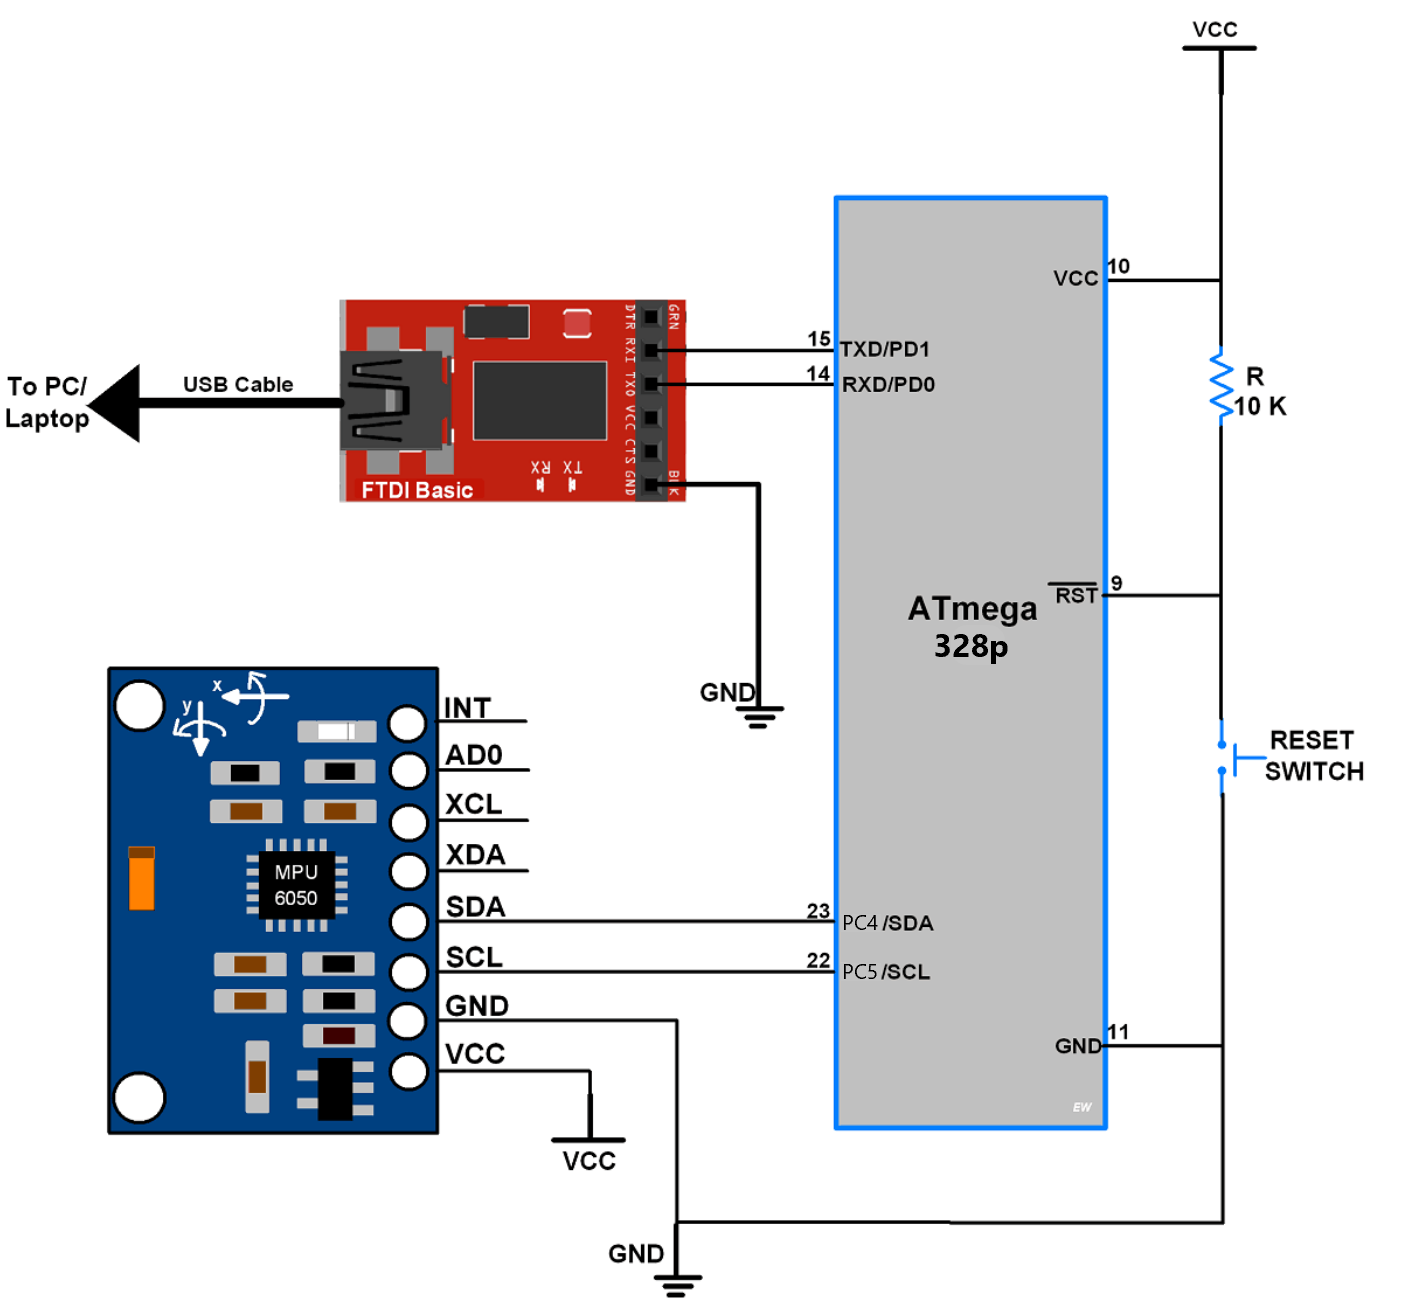 VCC
VCC 10
R
10 K
15 TXD/PD1
14 RXD/PD0
To PC/
Laptop
USB Cable
DTR RXI TXO VCC CTS GND
GRN
BLK
RX TX
FTDI Basic
GND
RST 9
ATmega
328p
RESET
SWITCH
x
y
MPU
6050
INT
AD0
XCL
XDA
SDA
SCL
GND
VCC
23 PC4/SDA
22 PC5/SCL
GND 11
EW
VCC
GND